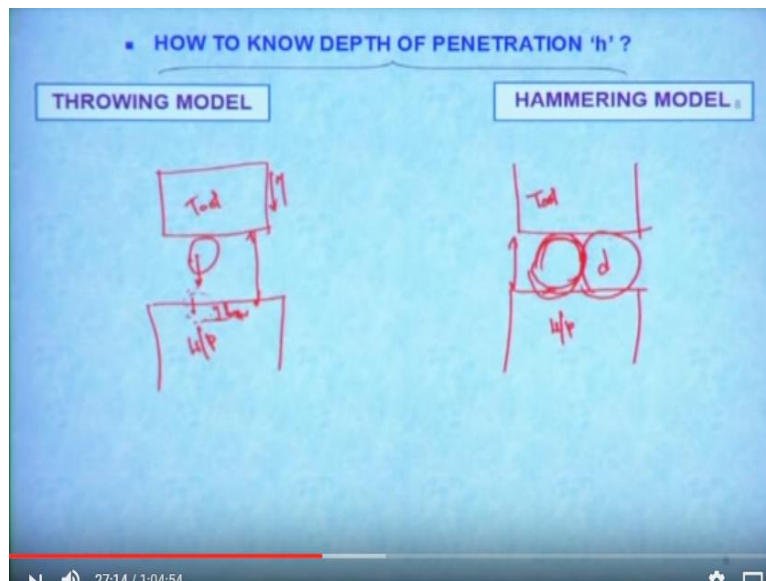 ▪ HOW TO KNOW DEPTH OF PENETRATION ‘h’ ?
THROWING MODEL
HAMMERING MODEL
Tool
W/P
Tool
d
W/P
27:14 / 1:04:54